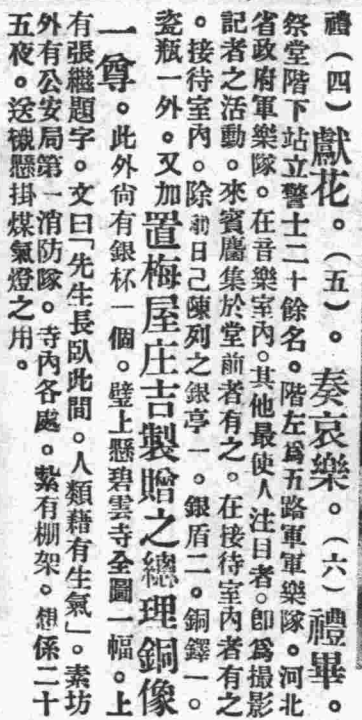 禮（四）獻花。（五）。奏哀樂。（六）禮畢。
祭堂階下站立警士二十餘名。階左爲五路軍軍樂隊。河北
省政府軍樂隊。在音樂室內。其他最使人注目者。卽爲攝影
記者之活動。來賓麕集於堂前者有之。在接待室內者有之
。接待室內。除初日已陳列之銀亭一。銀盾二。銅鐸一。
瓷瓶一外。又加置梅屋庄吉製贈之總理銅像
一尊。此外尙有銀杯一個。壁上懸碧雲寺全圖一幅。上
有張繼題字。文曰「先生長臥此間。人類藉有生氣」。素坊
外有公安局第一消防隊。寺內各處。紮有棚架。想係二十
五夜。送櫬懸掛煤氣燈之用。